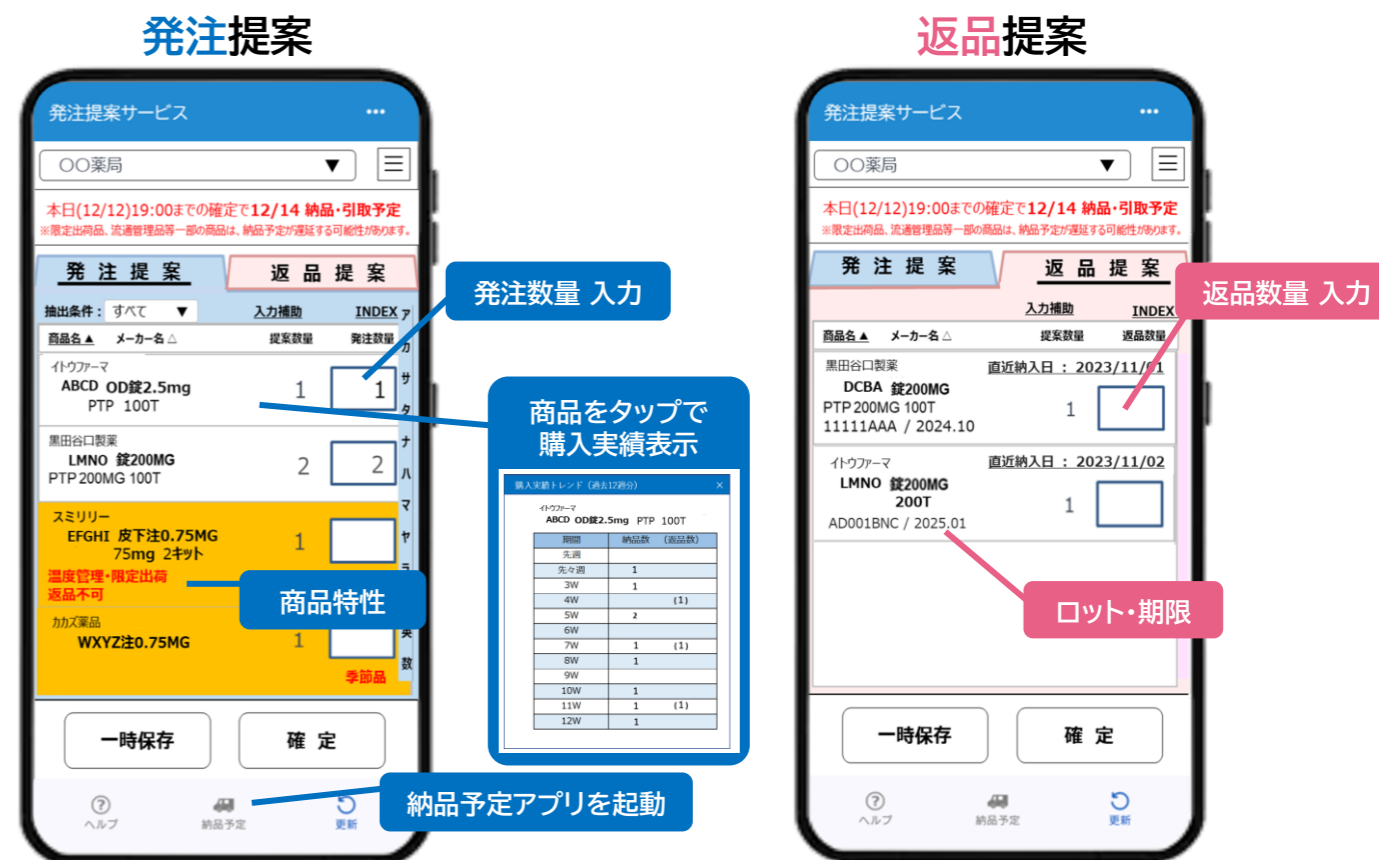 発注提案
発注提案サービス
•••
〇〇薬局
▼
本日(12/12)19:00までの確定で12/14 納品・引取予定
※限定出荷品、流通管理品等一部の商品は、納品予定が遅延する可能性があります。
発 注 提 案
返 品 提 案
抽出条件： すべて ▼ 入力補助 INDEX
商品名▲ メーカー名△ 提案数量 発注数量
イトウファーマ
ABCD OD錠2.5mg 1 1
PTP 100T
黒田谷口製薬
LMNO 錠200MG 2 2
PTP 200MG 100T
スミリリー
EFGHI 皮下注0.75MG 1
75mg 2キット
温度管理・限定出荷
返品不可
カカズ薬品
WXYZ注0.75MG 1
季節品
ア
カ
サ
タ
ナ
ハ
マ
ヤ
ラ
英
数
一時保存
確 定
ヘルプ
納品予定
更新
発注数量 入力
商品をタップで
購入実績表示
購入実績トレンド（過去12週分） ×
イトウファーマ
ABCD OD錠2.5mg PTP 100T
期間 納品数 (返品数)
先週
先々週 1
3W 1
4W (1)
5W 2
6W
7W 1 (1)
8W 1
9W
10W 1
11W 1 (1)
12W 1
商品特性
納品予定アプリを起動
返品提案
発注提案サービス
•••
〇〇薬局
▼
本日(12/12)19:00までの確定で12/14 納品・引取予定
※限定出荷品、流通管理品等一部の商品は、納品予定が遅延する可能性があります。
発 注 提 案
返 品 提 案
入力補助 INDEX
商品名▲ メーカー名△ 提案数量 返品数量
黒田谷口製薬 直近納入日 : 2023/11/01
DCBA 錠200MG
PTP 200MG 100T 1
11111AAA / 2024.10
イトウファーマ 直近納入日 : 2023/11/02
LMNO 錠200MG
200T 1
AD001BNC / 2025.01
一時保存
確 定
ヘルプ
納品予定
更新
返品数量 入力
ロット・期限